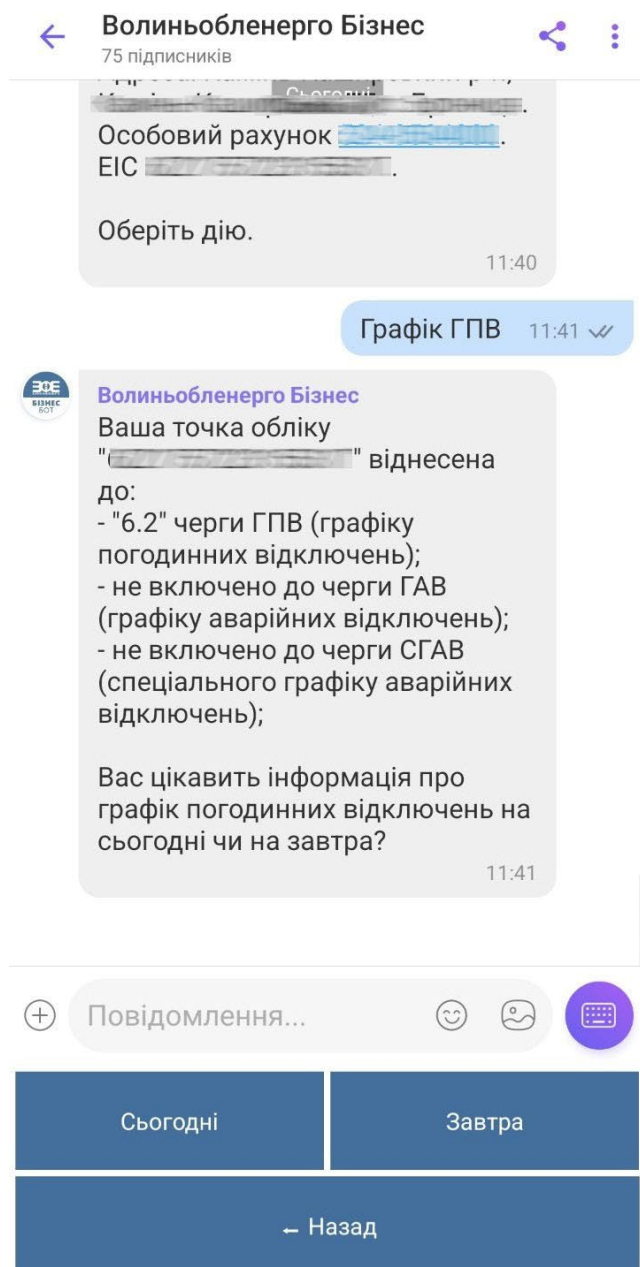 Волиньобленерго Бізнес
75 підписників
Сьогодні
Особовий рахунок .
EIC .
Оберіть дію.
11:40
Графік ГПВ 11:41
Волиньобленерго Бізнес
Ваша точка обліку
" " віднесена
до:
- "6.2" черги ГПВ (графіку
погодинних відключень);
- не включено до черги ГАВ
(графіку аварійних відключень);
- не включено до черги СГАВ
(спеціального графіку аварійних
відключень);
Вас цікавить інформація про
графік погодинних відключень на
сьогодні чи на завтра?
11:41
БІЗНЕС
БОТ
Повідомлення...
Сьогодні
Завтра
← Назад